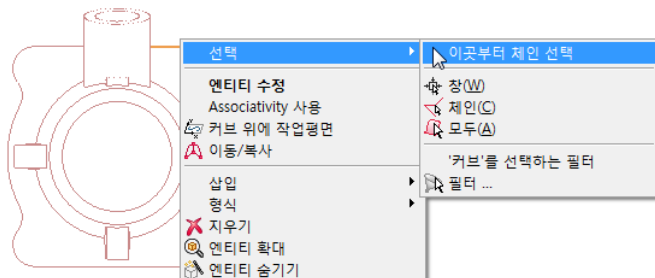 선택
엔티티 수정
Associativity 사용
커브 위에 작업평면
이동/복사
삽입
형식
지우기
엔티티 확대
엔티티 숨기기
이곳부터 체인 선택
창(W)
체인(C)
모두(A)
'커브'를 선택하는 필터
필터 ...